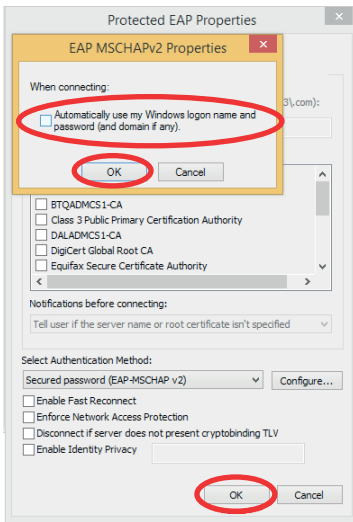 Protected EAP Properties
EAP MSCHAPv2 Properties
When connecting:
Automatically use my Windows logon name and
password (and domain if any).
3\.com):
OK
Cancel
BTQADMCS1-CA
Class 3 Public Primary Certification Authority
DALADMCS1-CA
DigiCert Global Root CA
Equifax Secure Certificate Authority
Notifications before connecting:
Tell user if the server name or root certificate isn't specified
Select Authentication Method:
Secured password (EAP-MSCHAP v2)
Configure...
Enable Fast Reconnect
Enforce Network Access Protection
Disconnect if server does not present cryptobinding TLV
Enable Identity Privacy
OK
Cancel